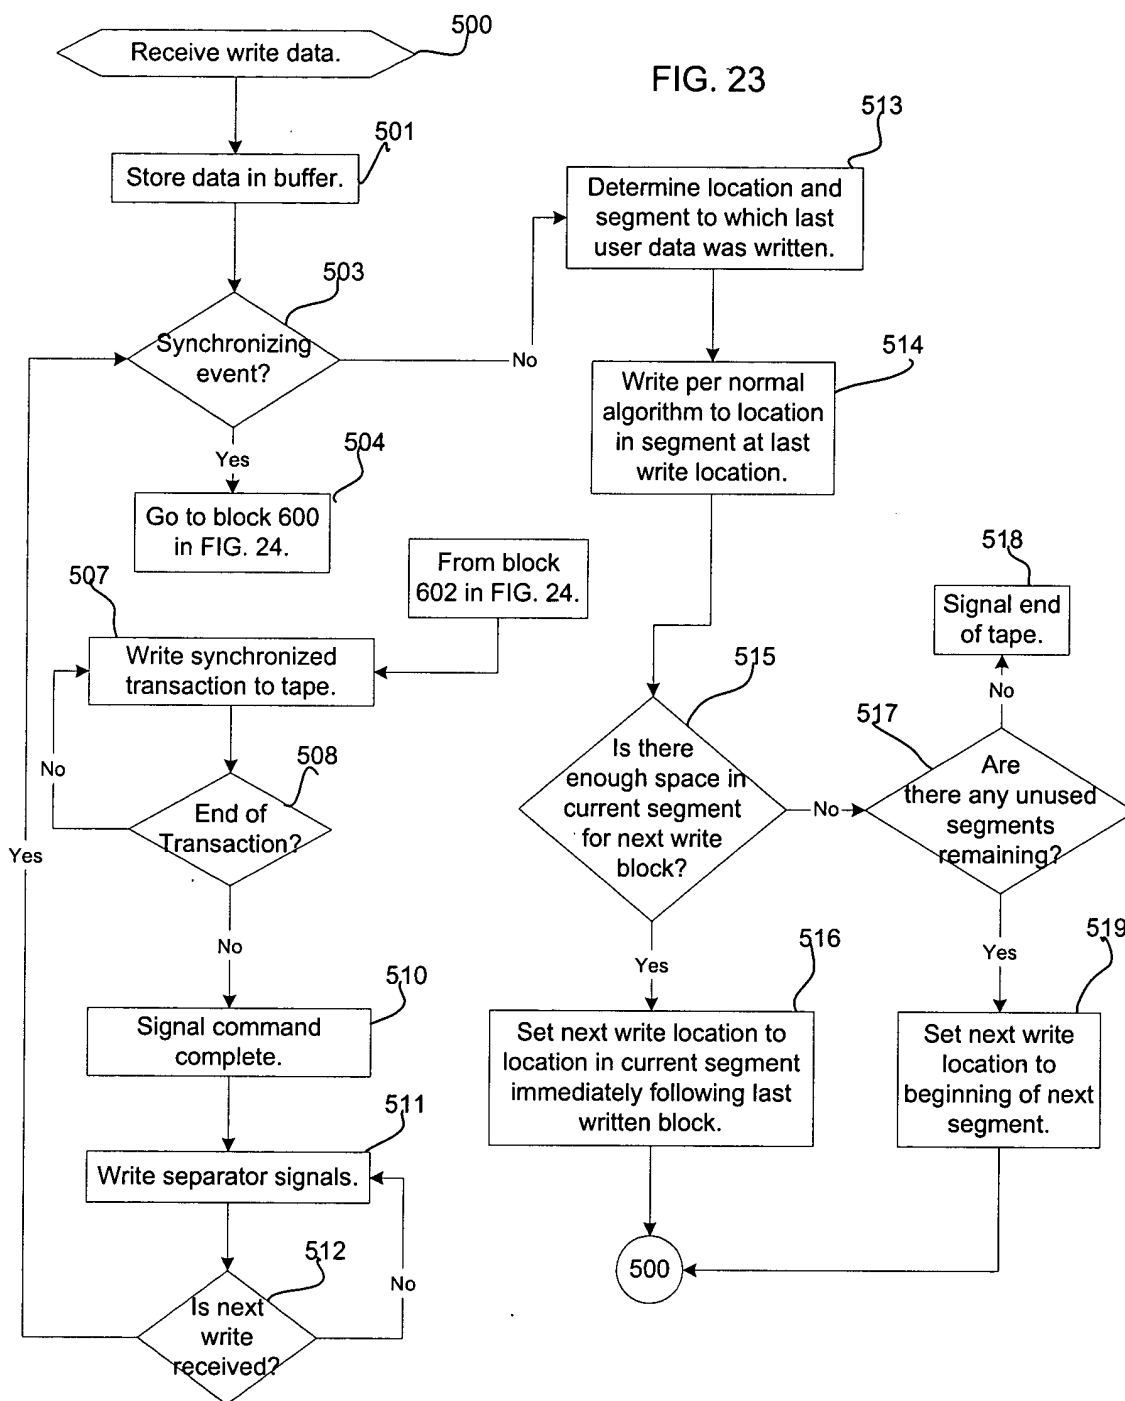 500
Receive write data.
FIG. 23
501
Store data in buffer.
513
Determine location and
segment to which last
user data was written.
503
Synchronizing
event?
No
Yes
504
Go to block 600
in FIG. 24.
514
Write per normal
algorithm to location
in segment at last
write location.
From block
602 in FIG. 24.
507
Write synchronized
transaction to tape.
518
Signal end
of tape.
No
515
Is there
enough space in
current segment
for next write
block?
No
517
Are
there any unused
segments
remaining?
508
End of
Transaction?
No
Yes
No
510
Signal command
complete.
Yes
516
Set next write location to
location in current segment
immediately following last
written block.
Yes
519
Set next write
location to
beginning of next
segment.
511
Write separator signals.
512
Is next
write
received?
No
500